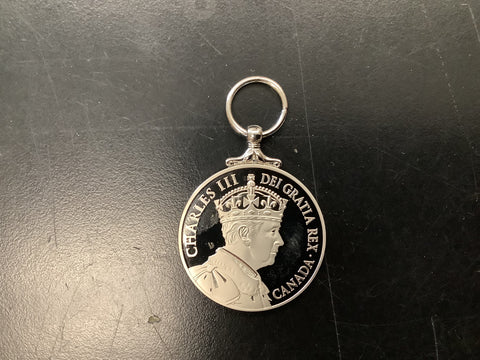 CHARLES III DEI GRATIA REX · CANADA